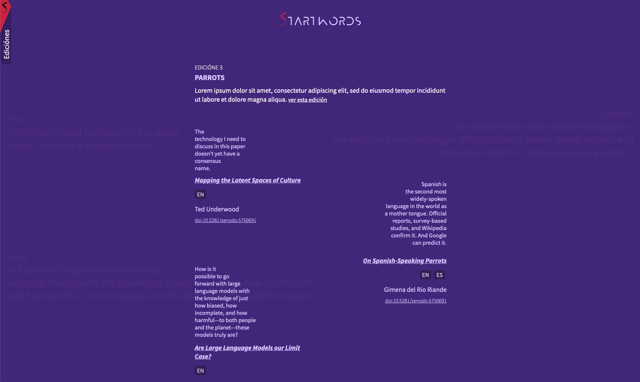 STARTWORDS
Ediciónes
EDICIÓNE 3
PARROTS
Lorem ipsum dolor sit amet, consectetur adipiscing elit, sed do eiusmod tempor incididunt
ut labore et dolore magna aliqua. ver esta edición
The
technology I need to
discuss in this paper
doesn't yet have a
consensus
name.
Mapping the Latent Spaces of Culture
EN
Ted Underwood
doi:10.5281/zenodo.5750691
Spanish is
the second most
widely-spoken
language in the world as
a mother tongue. Official
reports, survey-based
studies, and Wikipedia
confirm it. And Google
can predict it.
On Spanish-Speaking Parrots
EN ES
Gimena del Rio Riande
doi:10.5281/zenodo.5750691
How is it
possible to go
forward with large
language models with
the knowledge of just
how biased, how
incomplete, and how
harmful—to both people
and the planet—these
models truly are?
Are Large Language Models our Limit
Case?
EN